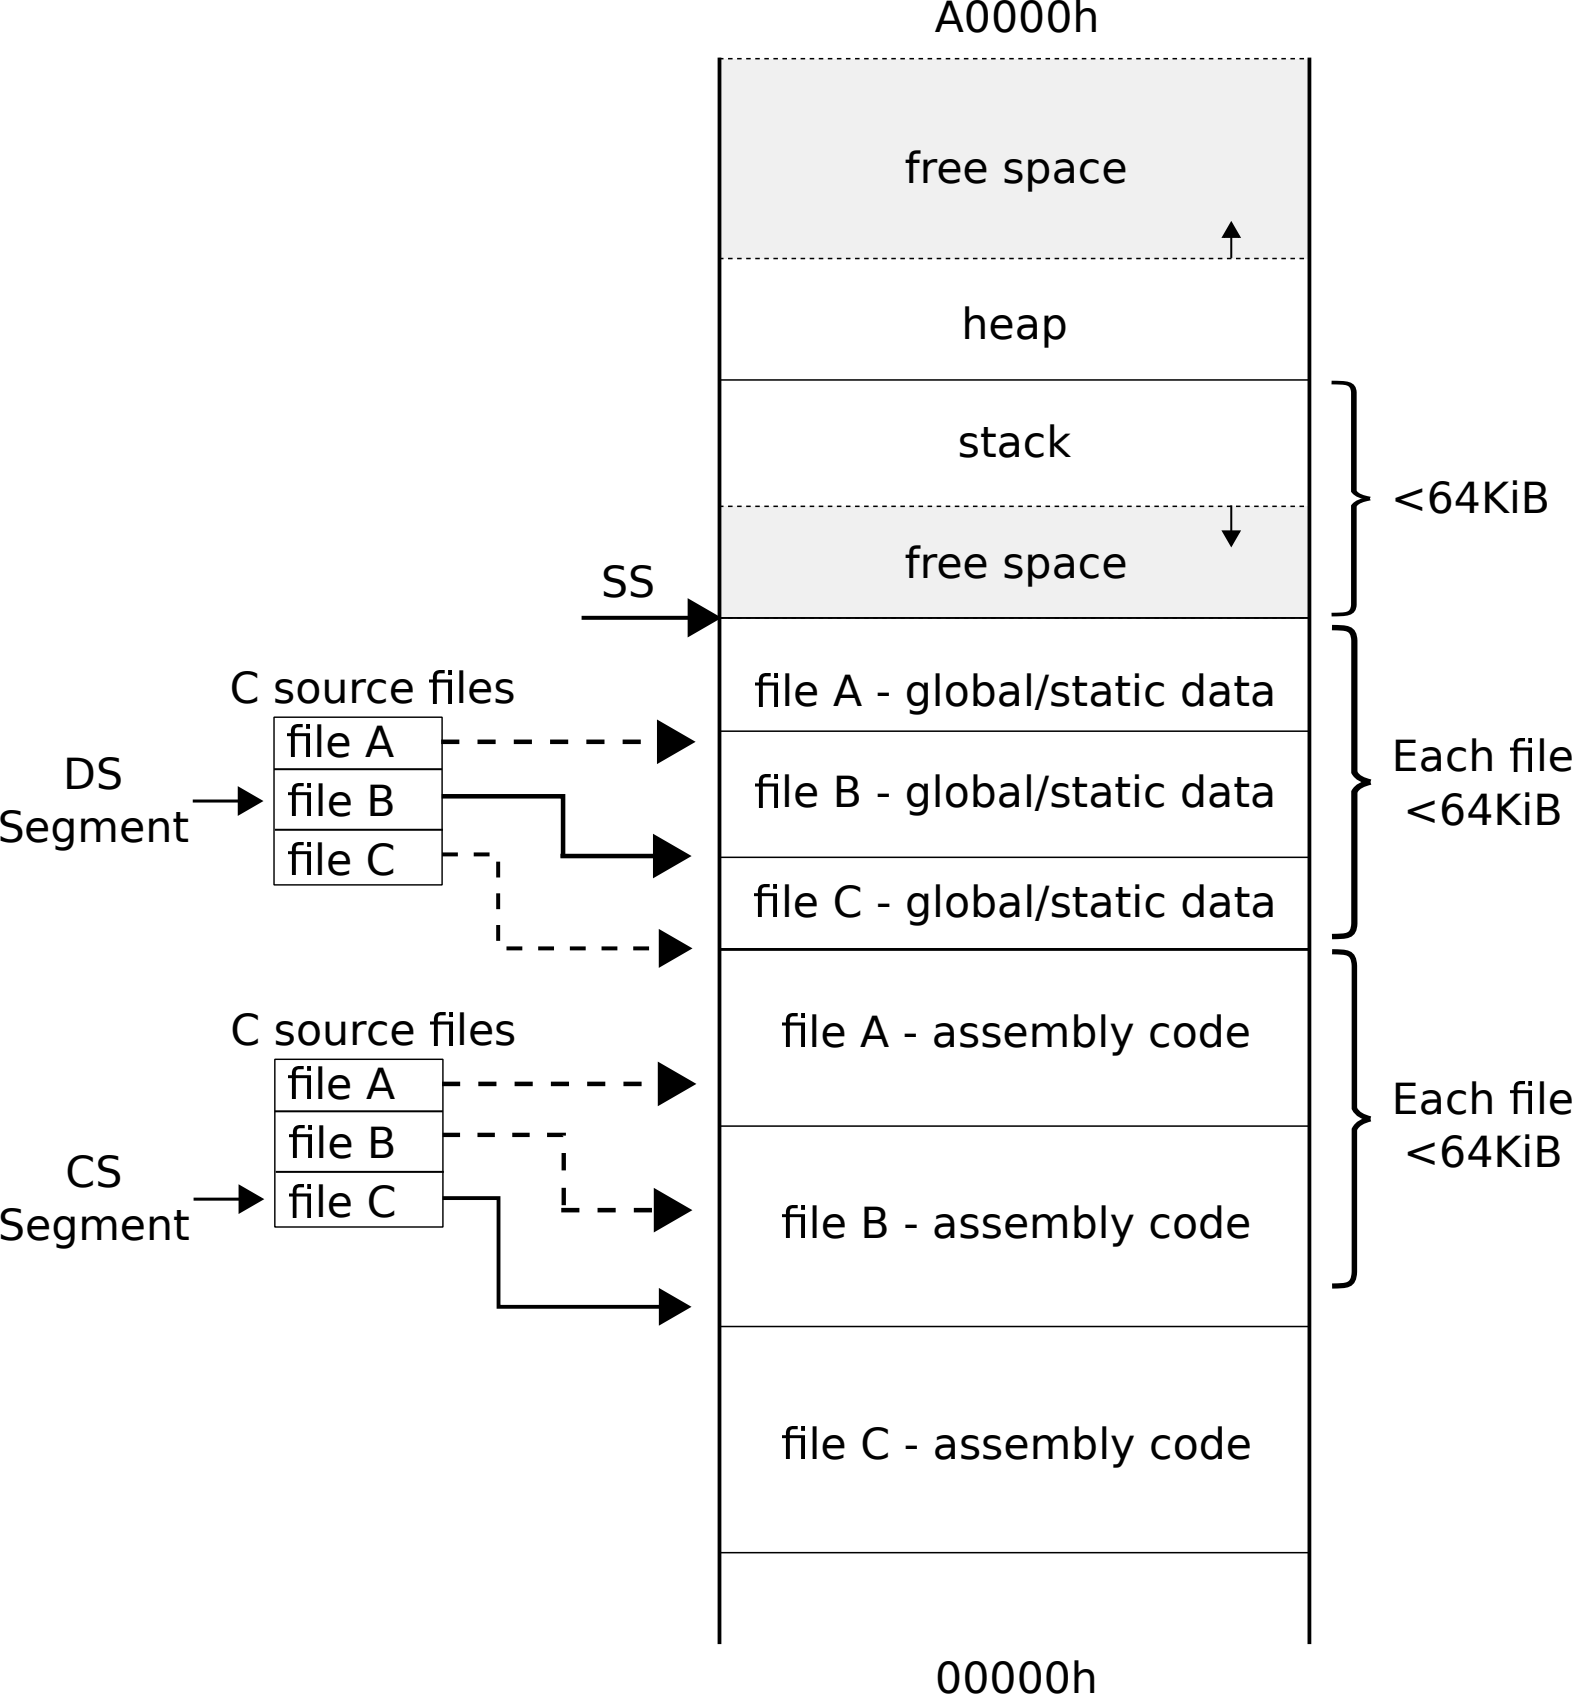 A0000h
free space
heap
stack
<64KiB
free space
SS
C source files
file A
file B
file C
DS
Segment
file A - global/static data
file B - global/static data
file C - global/static data
Each file
<64KiB
C source files
file A
file B
file C
CS
Segment
file A - assembly code
file B - assembly code
file C - assembly code
Each file
<64KiB
00000h